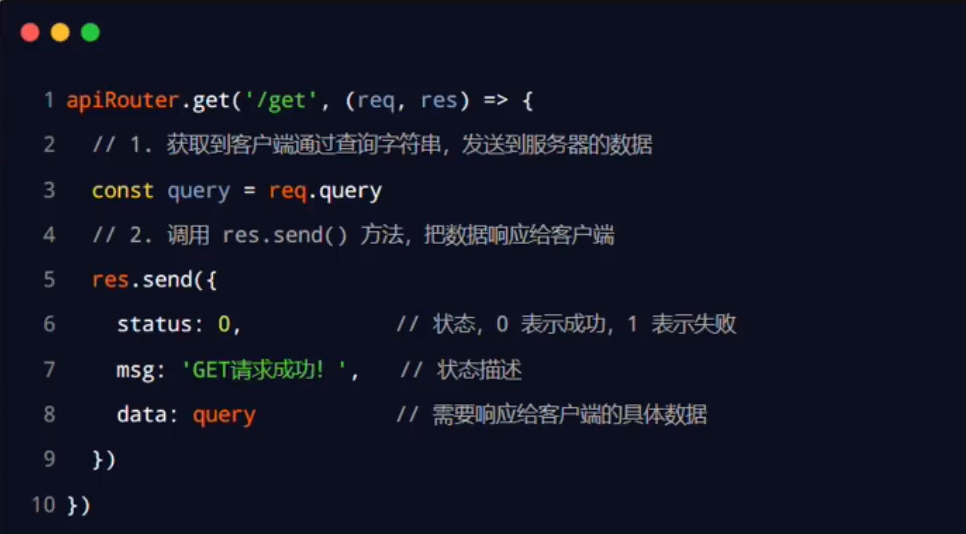 1 apiRouter.get('/get', (req, res) => {
2 // 1. 获取到客户端通过查询字符串，发送到服务器的数据
3 const query = req.query
4 // 2. 调用 res.send() 方法，把数据响应给客户端
5 res.send({
6 status: 0, // 状态，0 表示成功，1 表示失败
7 msg: 'GET请求成功！', // 状态描述
8 data: query // 需要响应给客户端的具体数据
9 })
10 })